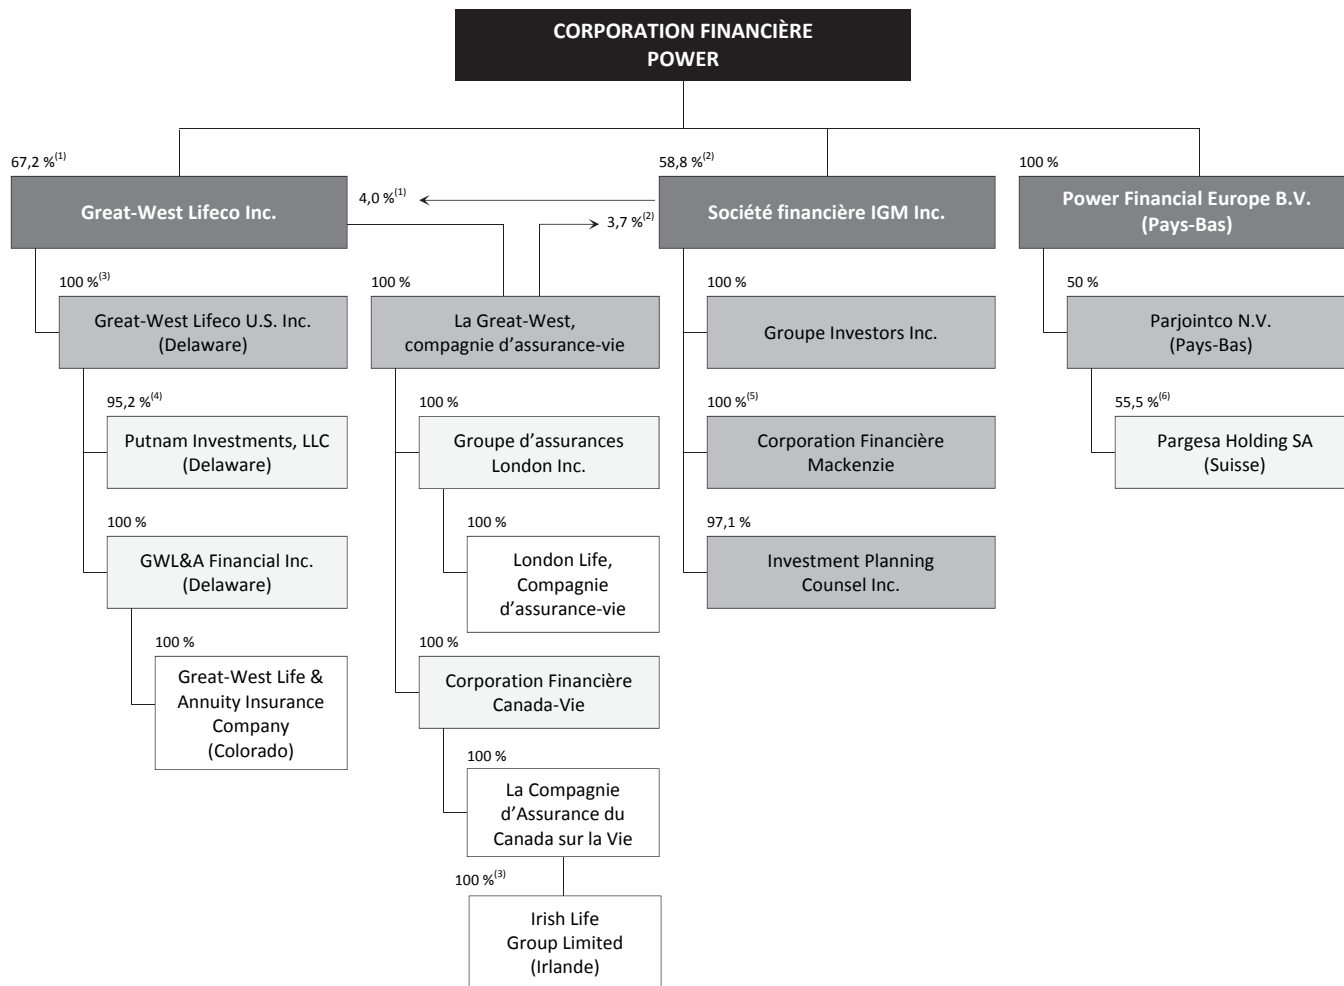 CORPORATION FINANCIÈRE
POWER
67,2 %(1)
Great-West Lifeco Inc.
4,0 %(1)
3,7 %(2)
58,8 %(2)
Société financière IGM Inc.
100 %
Power Financial Europe B.V.
(Pays-Bas)
100 %(3)
Great-West Lifeco U.S. Inc.
(Delaware)
95,2 %(4)
Putnam Investments, LLC
(Delaware)
100 %
GWL&A Financial Inc.
(Delaware)
100 %
Great-West Life &
Annuity Insurance
Company
(Colorado)
100 %
La Great-West,
compagnie d’assurance-vie
100 %
Groupe d’assurances
London Inc.
100 %
London Life,
Compagnie
d’assurance-vie
100 %
Corporation Financière
Canada-Vie
100 %
La Compagnie
d’Assurance du
Canada sur la Vie
100 %(3)
Irish Life
Group Limited
(Irlande)
100 %
Groupe Investors Inc.
100 %(5)
Corporation Financière
Mackenzie
97,1 %
Investment Planning
Counsel Inc.
50 %
Parjointco N.V.
(Pays-Bas)
55,5 %(6)
Pargesa Holding SA
(Suisse)